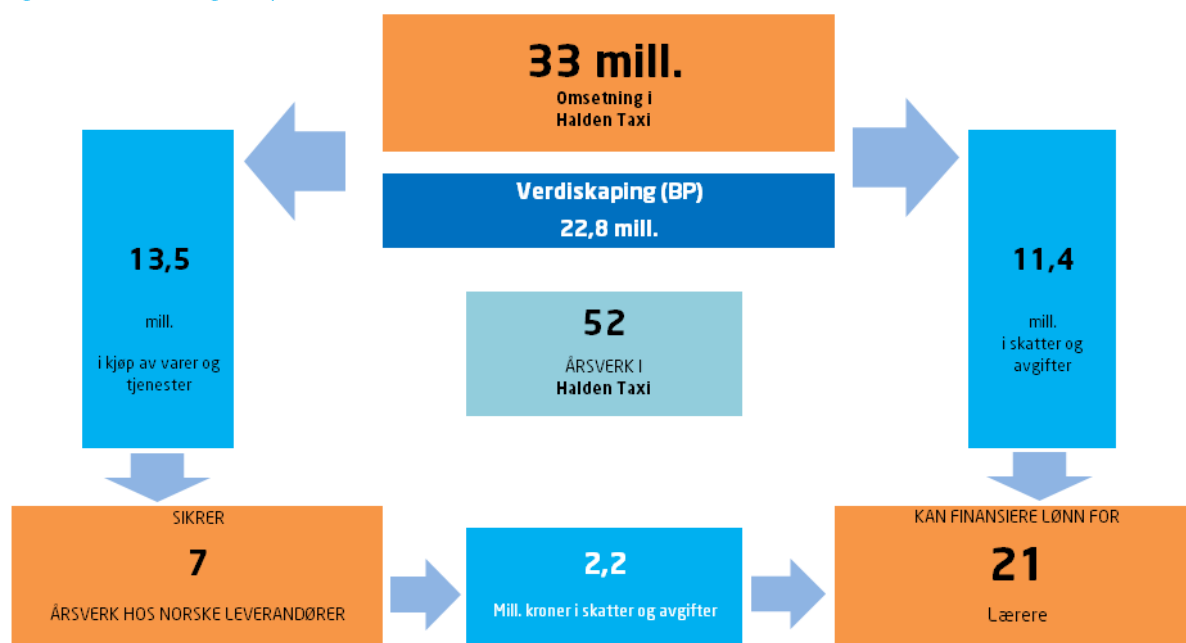 33 mill.
Omsetning i
Halden Taxi
Verdiskaping (BP)
22,8 mill.
13,5
mill.
i kjøp av varer og
tjenester
52
ÅRSVERK I
Halden Taxi
11,4
mill.
i skatter og
avgifter
SIKRER
7
ÅRSVERK HOS NORSKE LEVERANDØRER
2,2
Mill. kroner i skatter og avgifter
KAN FINANSIERE LØNN FOR
21
Lærere